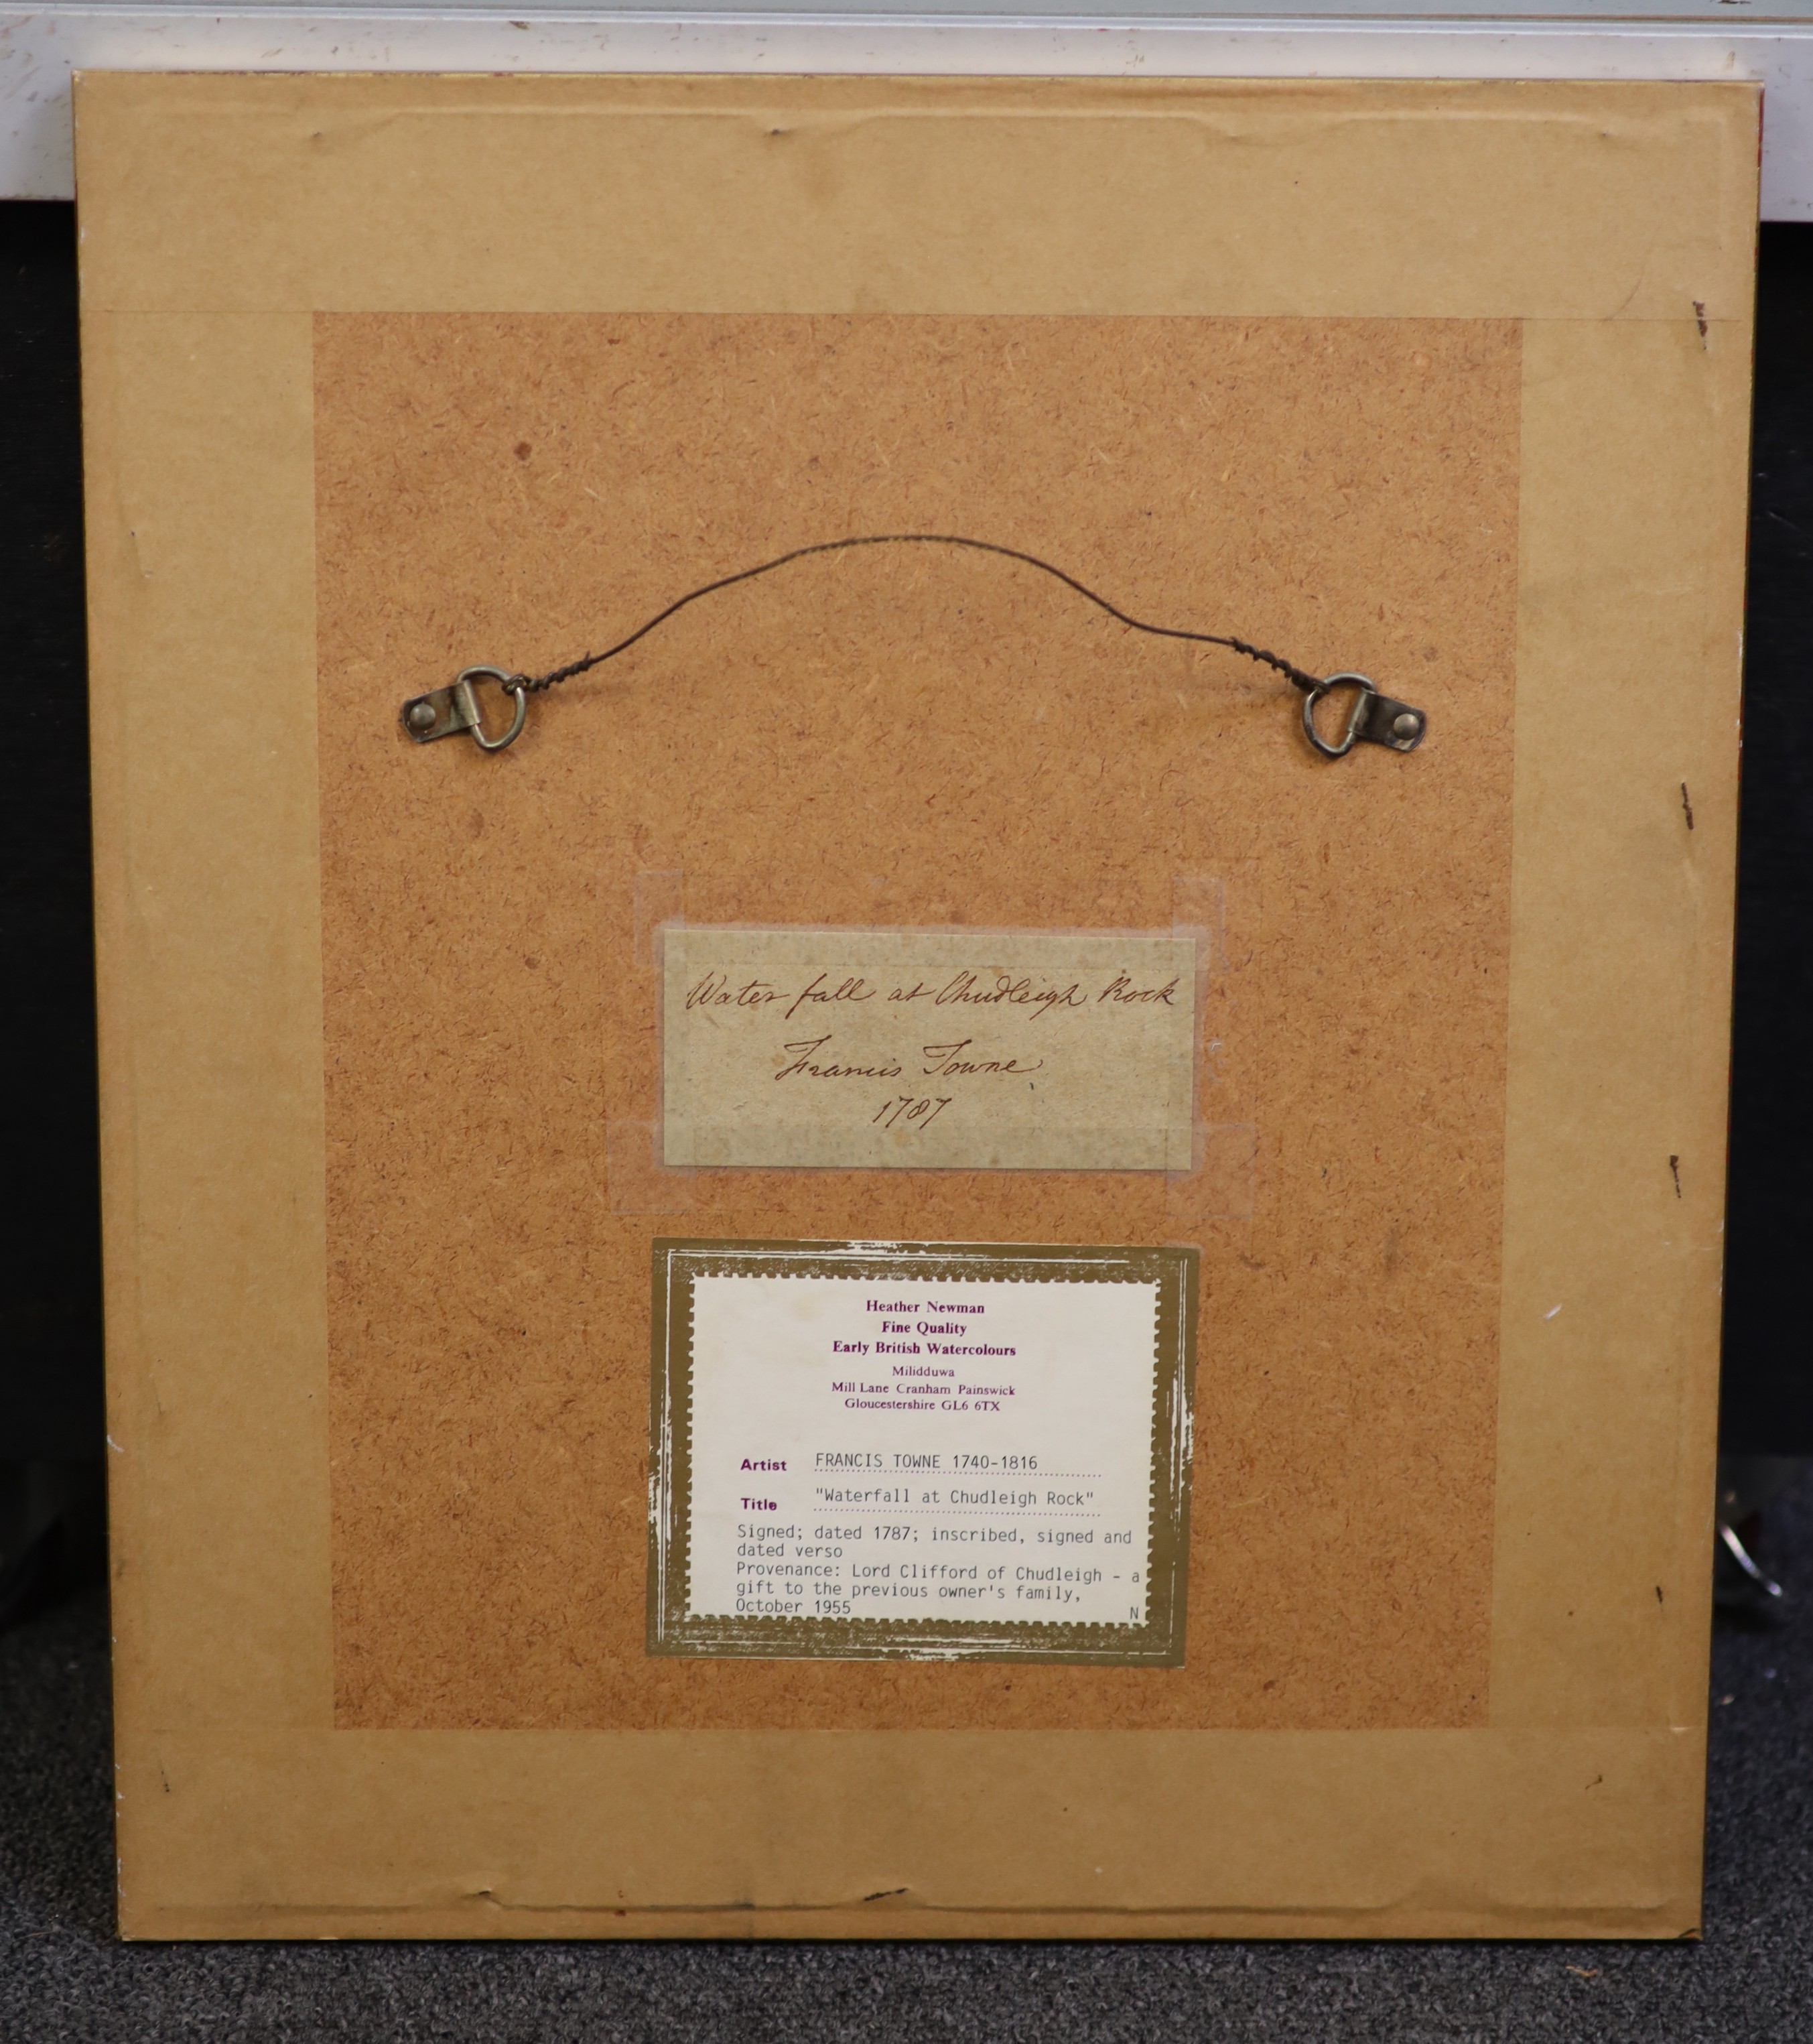 Water fall at Chudleigh Rock
Francis Towne
1787
Heather Newman
Fine Quality
Early British Watercolours
Milidduwa
Mill Lane Cranham Painswick
Gloucestershire GL6 6TX
Artist FRANCIS TOWNE 1740-1816
Title "Waterfall at Chudleigh Rock"
Signed; dated 1787; inscribed, signed and
dated verso
Provenance: Lord Clifford of Chudleigh - a
gift to the previous owner's family,
October 1955 N